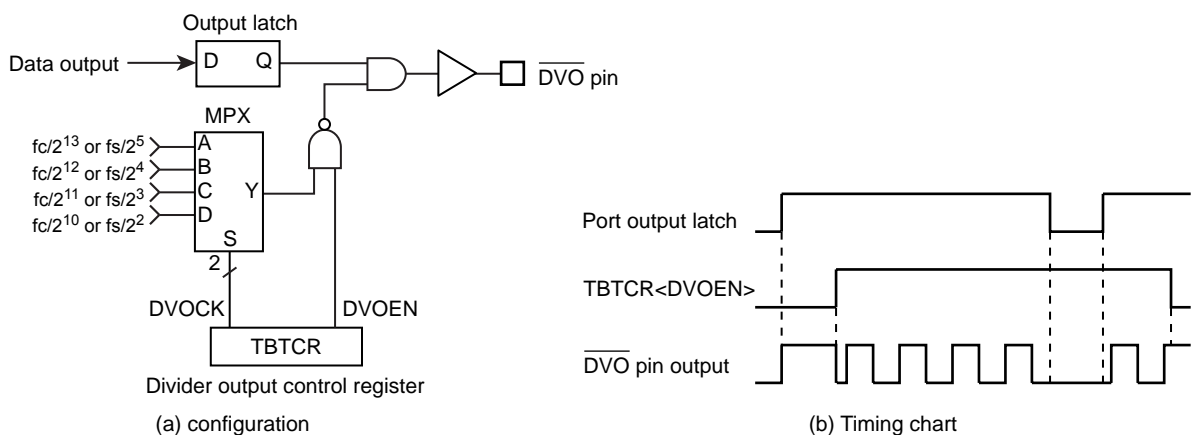 Output latch
Data output
D Q
DVO pin
MPX
fc/2^13 or fs/2^5
A
fc/2^12 or fs/2^4
B
fc/2^11 or fs/2^3
C
Y
fc/2^10 or fs/2^2
D
S
2
DVOCK
DVOEN
TBTCR
Divider output control register
(a) configuration
Port output latch
TBTCR<DVOEN>
DVO pin output
(b) Timing chart